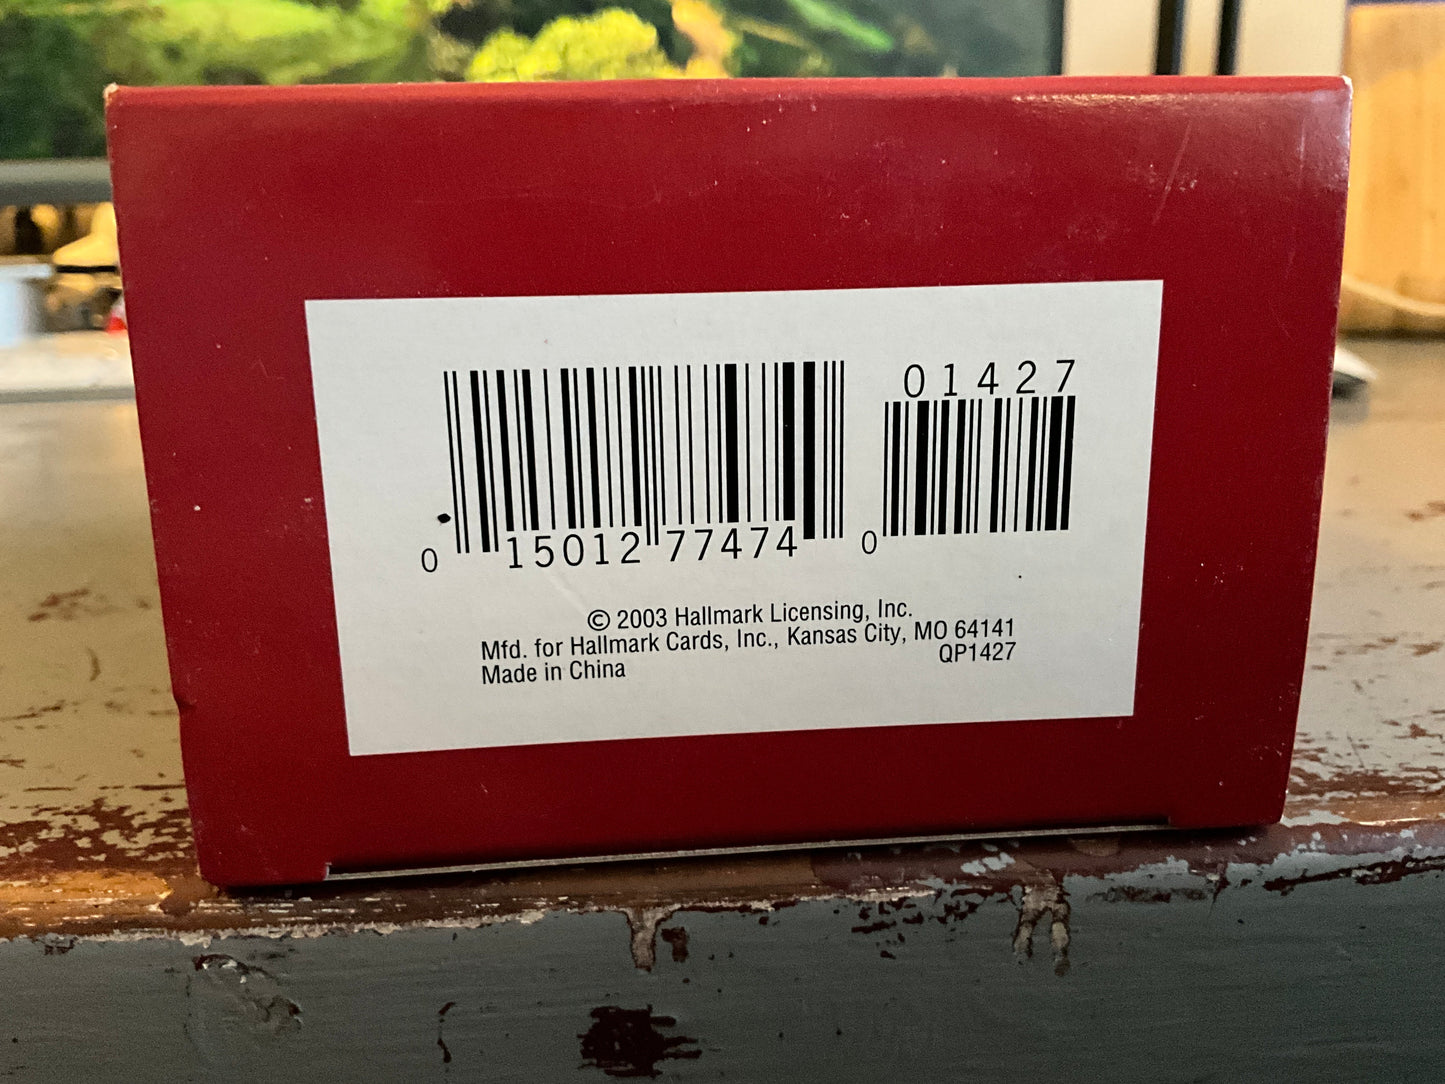 01427
0 15012 77474 0
© 2003 Hallmark Licensing, Inc.
Mfd. for Hallmark Cards, Inc., Kansas City, MO 64141
Made in China QP1427